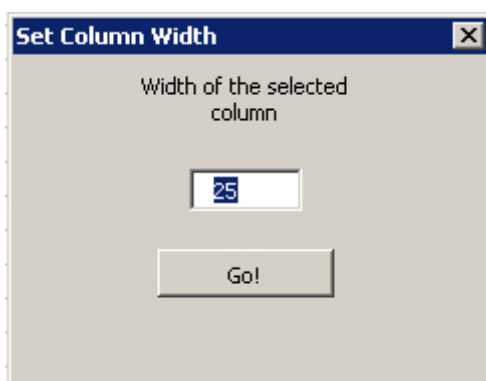 Set Column Width
Width of the selected
column
25
Go!